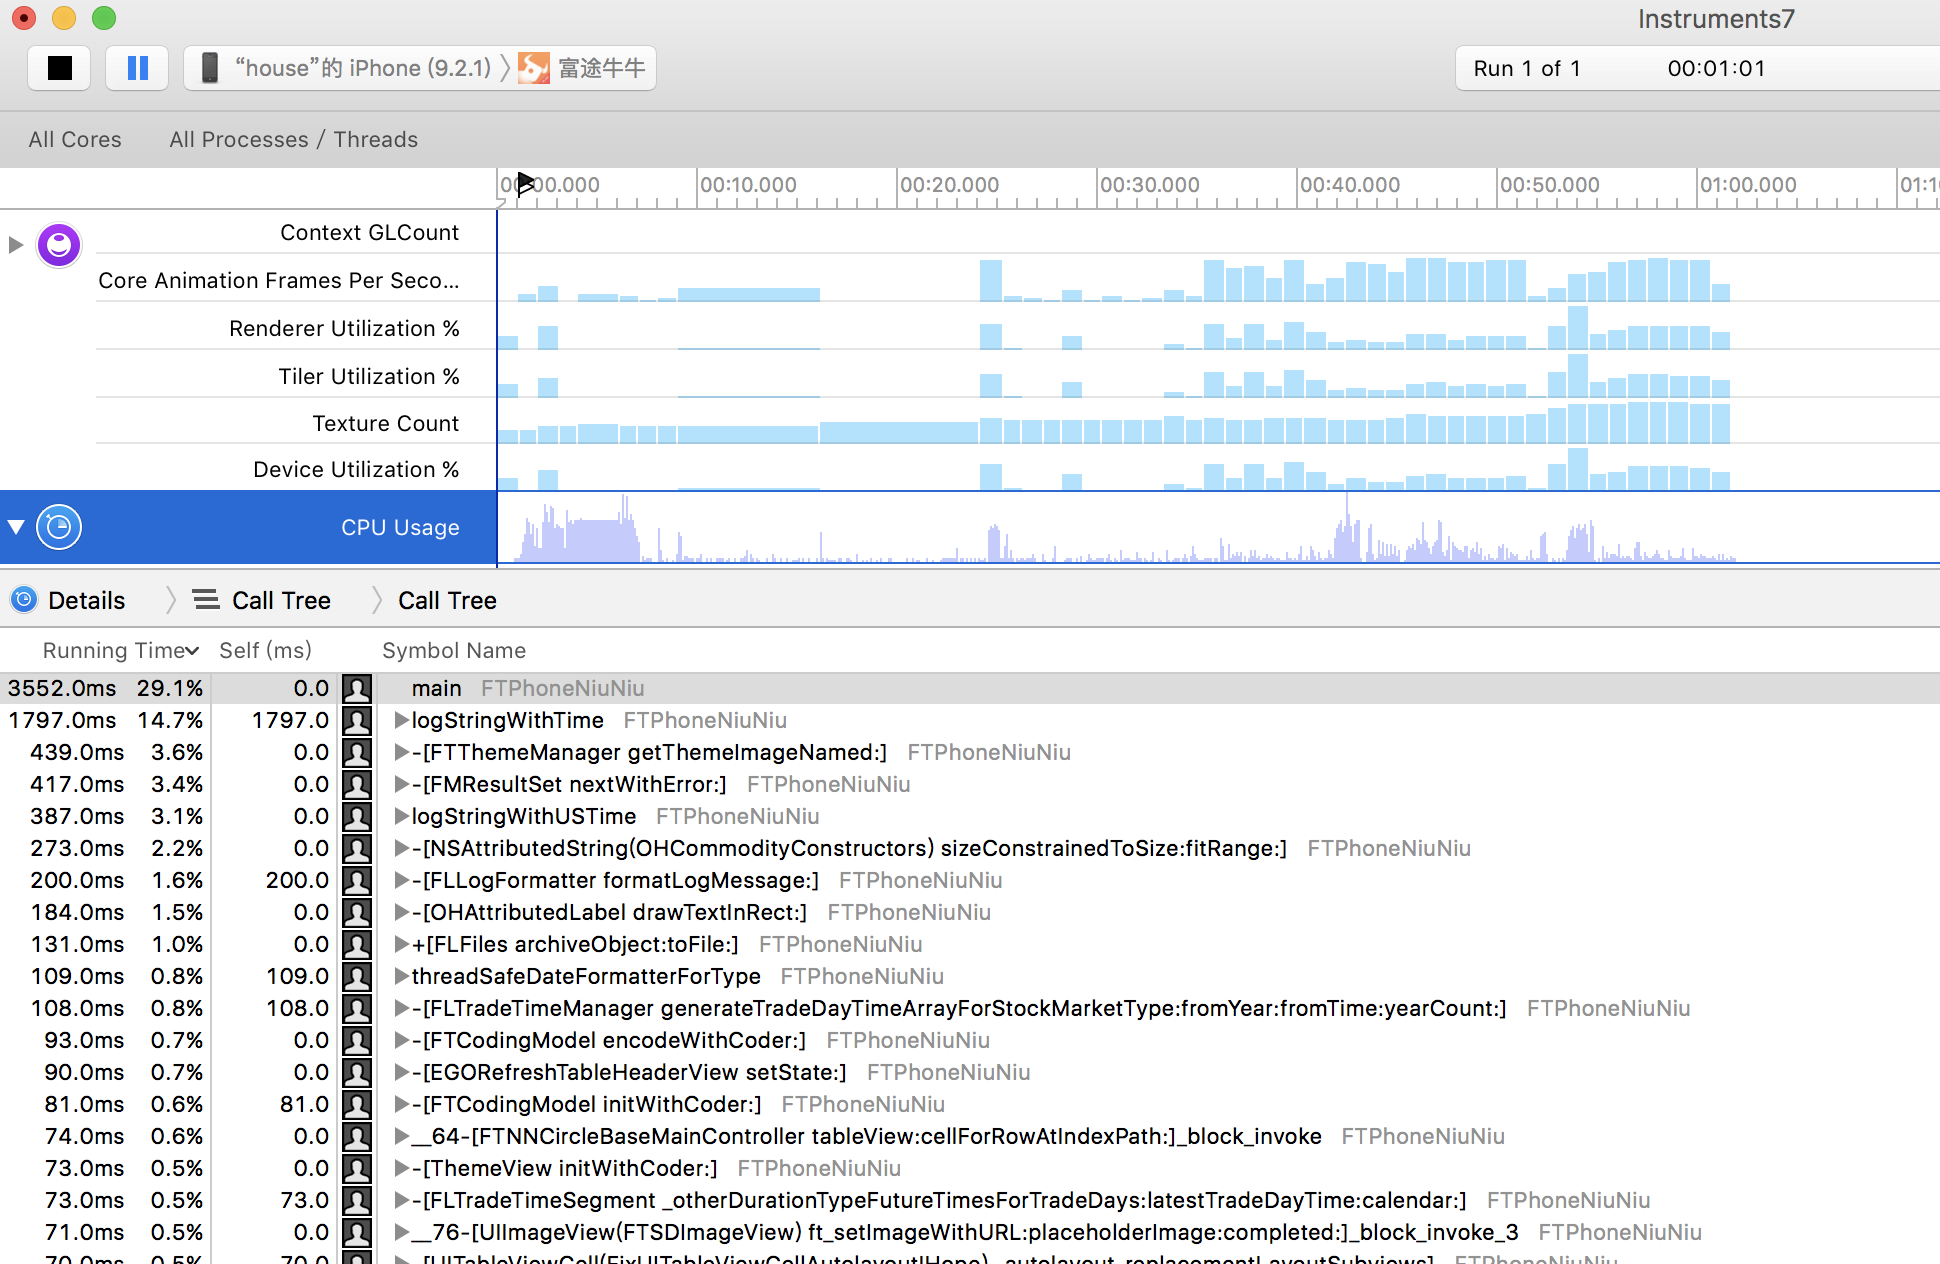 Instruments7
“house”的 iPhone (9.2.1) 富途牛牛 Run 1 of 1 00:01:01
All Cores All Processes / Threads
00:00.000 00:10.000 00:20.000 00:30.000 00:40.000 00:50.000 01:00.000 01:1
Context GLCount
Core Animation Frames Per Seco...
Renderer Utilization %
Tiler Utilization %
Texture Count
Device Utilization %
CPU Usage
Details Call Tree Call Tree
Running Time Self (ms) Symbol Name
3552.0ms 29.1% 0.0 main FTPhoneNiuNiu
1797.0ms 14.7% 1797.0 logStringWithTime FTPhoneNiuNiu
439.0ms 3.6% 0.0 -[FTThemeManager getThemeImageNamed:] FTPhoneNiuNiu
417.0ms 3.4% 0.0 -[FMResultSet nextWithError:] FTPhoneNiuNiu
387.0ms 3.1% 0.0 logStringWithUSTime FTPhoneNiuNiu
273.0ms 2.2% 0.0 -[NSAttributedString(OHCommodityConstructors) sizeConstrainedToSize:fitRange:] FTPhoneNiuNiu
200.0ms 1.6% 200.0 -[FLLogFormatter formatLogMessage:] FTPhoneNiuNiu
184.0ms 1.5% 0.0 -[OHAttributedLabel drawTextInRect:] FTPhoneNiuNiu
131.0ms 1.0% 0.0 +[FLFiles archiveObject:toFile:] FTPhoneNiuNiu
109.0ms 0.8% 109.0 threadSafeDateFormatterForType FTPhoneNiuNiu
108.0ms 0.8% 108.0 -[FLTradeTimeManager generateTradeDayTimeArrayForStockMarketType:fromYear:fromTime:yearCount:] FTPhoneNiuNiu
93.0ms 0.7% 0.0 -[FTCodingModel encodeWithCoder:] FTPhoneNiuNiu
90.0ms 0.7% 0.0 -[EGORefreshTableHeaderView setState:] FTPhoneNiuNiu
81.0ms 0.6% 81.0 -[FTCodingModel initWithCoder:] FTPhoneNiuNiu
74.0ms 0.6% 0.0 __64-[FTNNCircleBaseMainController tableView:cellForRowAtIndexPath:]_block_invoke FTPhoneNiuNiu
73.0ms 0.5% 0.0 -[ThemeView initWithCoder:] FTPhoneNiuNiu
73.0ms 0.5% 73.0 -[FLTradeTimeSegment _otherDurationTypeFutureTimesForTradeDays:latestTradeDayTime:calendar:] FTPhoneNiuNiu
71.0ms 0.5% 0.0 __76-[UIImageView(FTSDImageView) ft_setImageWithURL:placeholderImage:completed:]_block_invoke_3 FTPhoneNiuNiu
70.0ms 0.5% 70.0 -[UITableViewCell(FixUITableViewCellAutolayoutIHope) _autolayout_replacementLayoutSubviews] FTPhoneNiuNiu